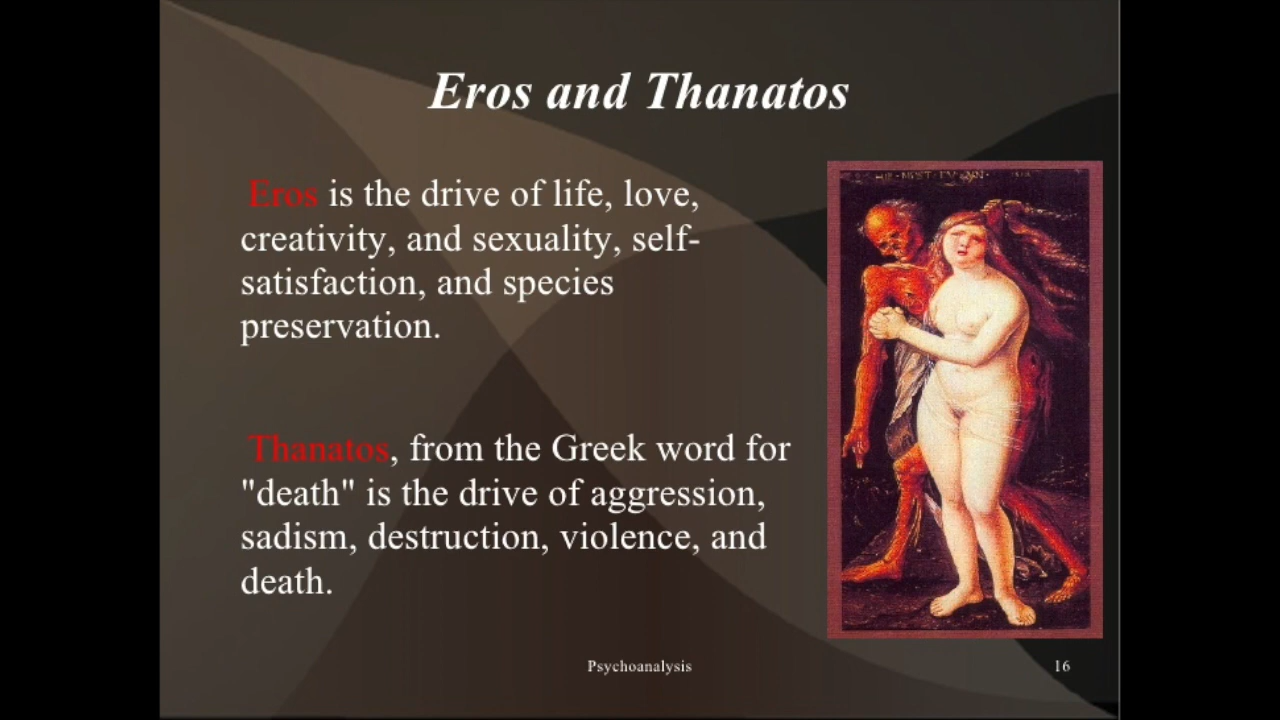 Eros and Thanatos
Eros is the drive of life, love,
creativity, and sexuality, self-
satisfaction, and species
preservation.
Thanatos, from the Greek word for
"death" is the drive of aggression,
sadism, destruction, violence, and
death.
Psychoanalysis
16